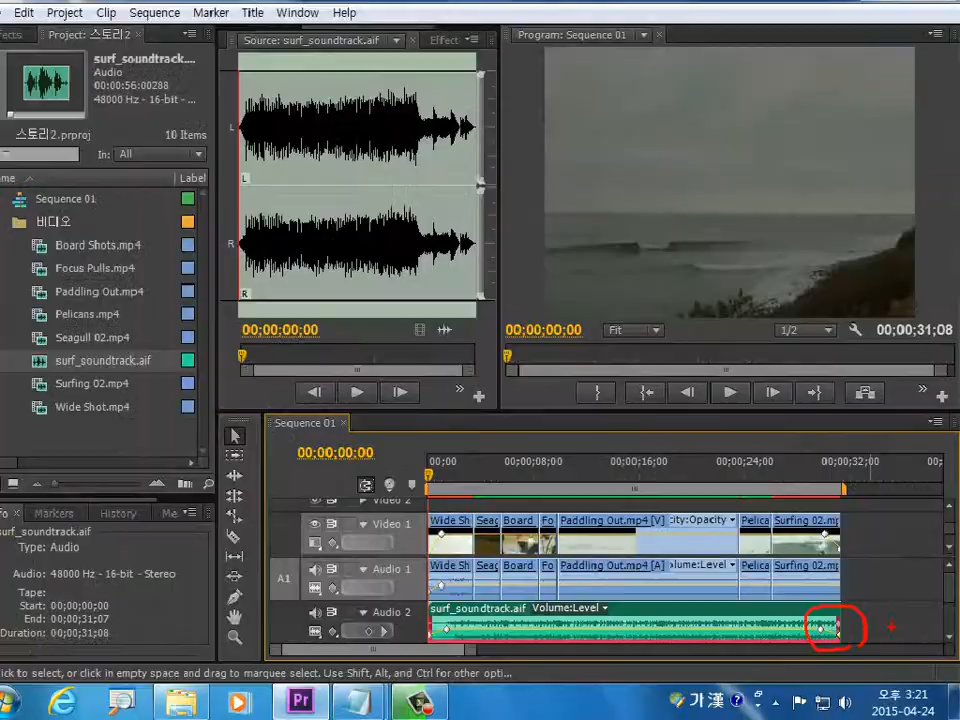 Edit Project Clip Sequence Marker Title Window Help
fects Project: 스토리2
surf_soundtrack....
Audio
00:00:56:00288
48000 Hz - 16-bit - ...
스토리2.prproj 10 Items
In: All
me Label
Sequence 01
비디오
Board Shots.mp4
Focus Pulls.mp4
Paddling Out.mp4
Pelicans.mp4
Seagull 02.mp4
surf_soundtrack.aif
Surfing 02.mp4
Wide Shot.mp4
Source: surf_soundtrack.aif Effect
L
L
R
R
00;00;00;00
Program: Sequence 01
00;00;00;00 Fit 1/2 00;00;31;08
fo Markers History Me
surf_soundtrack.aif
Type: Audio
Audio: 48000 Hz - 16-bit - Stereo
Tape:
Start: 00;00;00;00
End: 00;00;31;07
Duration: 00;00;31;08
Sequence 01
00;00;00;00
00;00 00;00;08;00 00;00;16;00 00;00;24;00 00;00;32;00 00;
Video 2
Video 1 Wide Sh Seag Board Fo Paddling Out.mp4 [V] city:Opacity Pelica Surfing 02.mp
A1 Audio 1 Wide Sh Seag Board Fo Paddling Out.mp4 [A] olume:Level Pelica Surfing 02.mp
Audio 2 surf_soundtrack.aif Volume:Level
ck to select, or click in empty space and drag to marquee select. Use Shift, Alt, and Ctrl for other opti...
Pr 가 漢 오후 3:21
2015-04-24